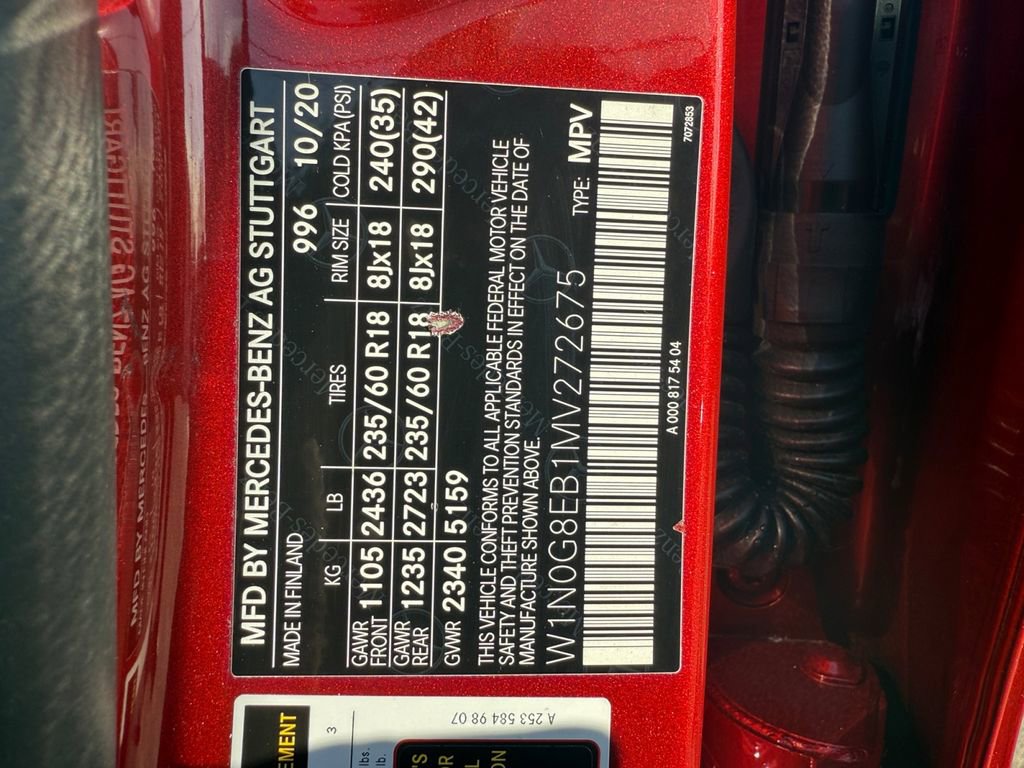 MFD BY MERCEDES-BENZ AG STUTTGART
MADE IN FINLAND 996 10/20
KG LB TIRES RIM SIZE COLD KPA (PSI)
GAWR FRONT 1105 2436 235/60 R18 8Jx18 240(35)
GAWR REAR 1235 2723 235/60 R18 8Jx18 290(42)
GWR 2340 5159
THIS VEHICLE CONFORMS TO ALL APPLICABLE FEDERAL MOTOR VEHICLE
SAFETY AND THEFT PREVENTION STANDARDS IN EFFECT ON THE DATE OF
MANUFACTURE SHOWN ABOVE.
W1N0G8EB1MV272675 TYPE: MPV
A 000 817 54 04 7072853
A 253 584 98 07
3
lbs.
lb.